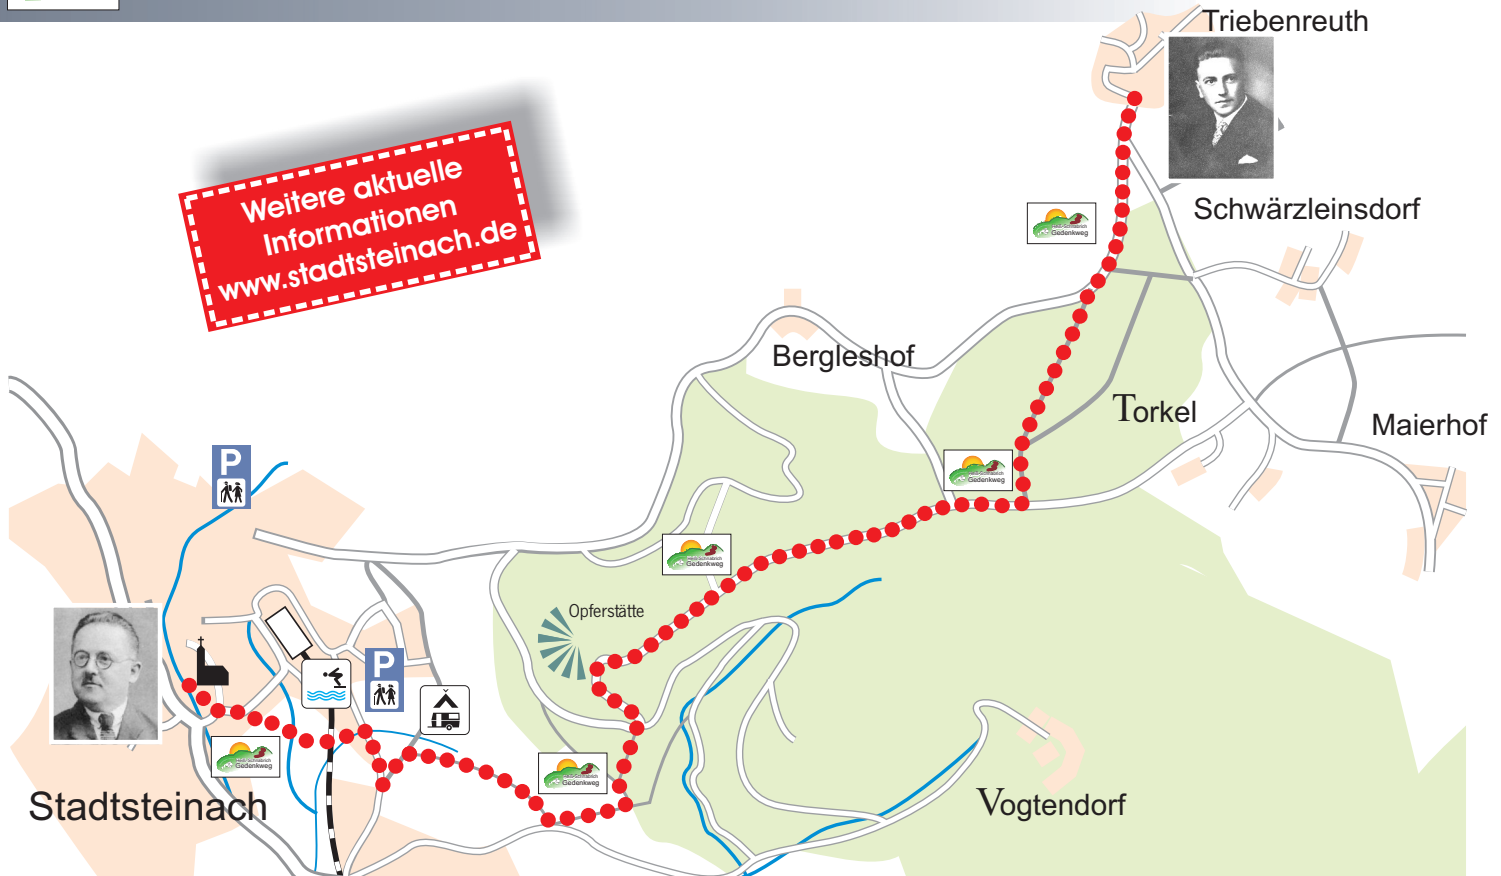 Triebenreuth
Weitere aktuelle
Informationen
www.stadtsteinach.de
Schwärzleinsdorf
Gedenkweg
Bergleshof
Torkel
Maierhof
P
Gedenkweg
Gedenkweg
Opferstätte
P
Gedenkweg
Gedenkweg
Stadtsteinach
Vogtendorf